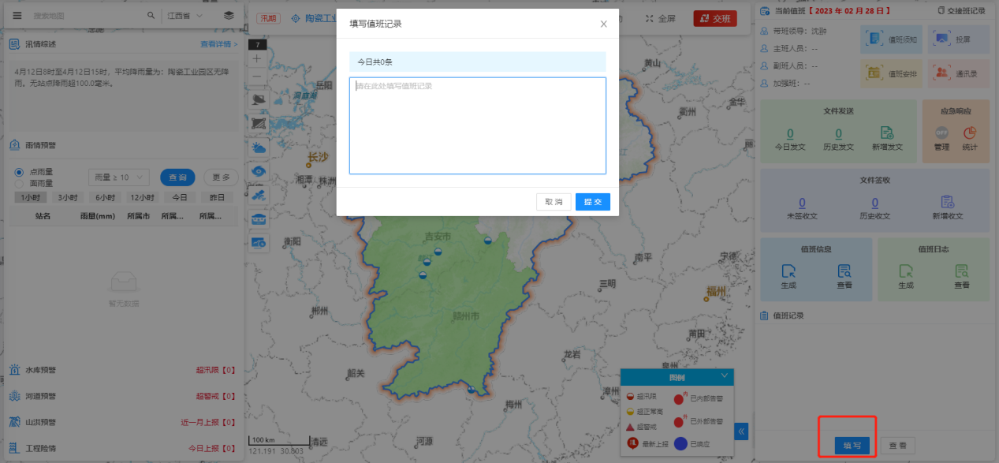 搜索地图
江西省
汛期
陶瓷工业
全屏
交班
当前值班【 2023 年 02 月 28 日 】
交接班记录
汛情综述
查看详情 >
4月12日8时至4月12日15时，平均降雨量为：陶瓷工业园区无降
雨。无站点降雨超100.0毫米。
雨情预警
点雨量
面雨量
雨量 ≥ 10
查 询
更 多
1小时
3小时
6小时
12小时
今日
昨日
站名
雨量(mm)
所属市
所属...
所属...
暂无数据
水库预警
超汛限【0】
河道预警
超警戒【0】
山洪预警
近一月上报【0】
工程险情
今日上报【0】
7
填写值班记录
今日共0条
请在此处填写值班记录
取 消
提 交
岳阳
洞庭湖
长沙
湘潭
株洲
衡阳
郴州
韶关
清远
河源
梅州
龙岩
漳州
泉州
莆田
福州
宁德
南平
三明
吉安市
赣州市
黄山
衢州
金华
丽
100 km
121.191 30.503
图例
超汛限
已内部告警
超正常高
超警戒
已外部告警
最新上报
已响应
带班领导：沈翀
主班人员：--
副班人员：--
加强班：--
值班须知
投屏
值班安排
通讯录
文件发送
0
今日发文
0
历史发文
新增发文
应急响应
OFF
管理
统计
文件签收
0
未签收文
0
历史收文
新增收文
值班信息
生成
查看
值班日志
生成
查看
值班记录
填 写
查 看